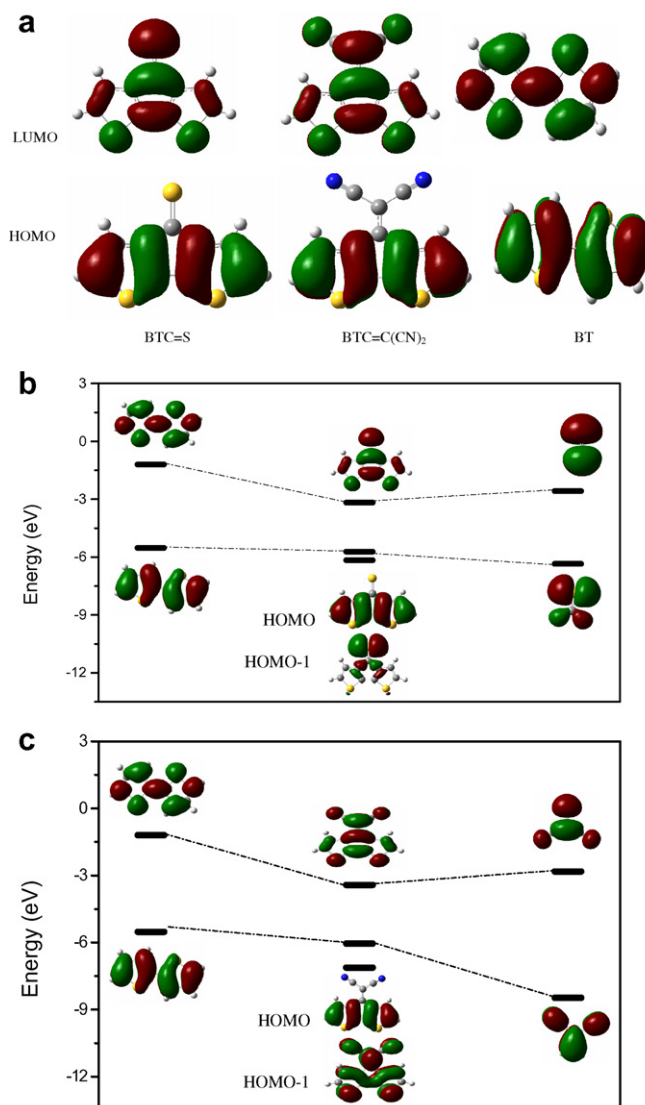 a
LUMO
HOMO
BTC=S BTC=C(CN)₂ BT
b
3
0
-3
-6
-9
-12
Energy (eV)
HOMO
HOMO-1
c
3
0
-3
-6
-9
-12
Energy (eV)
HOMO
HOMO-1